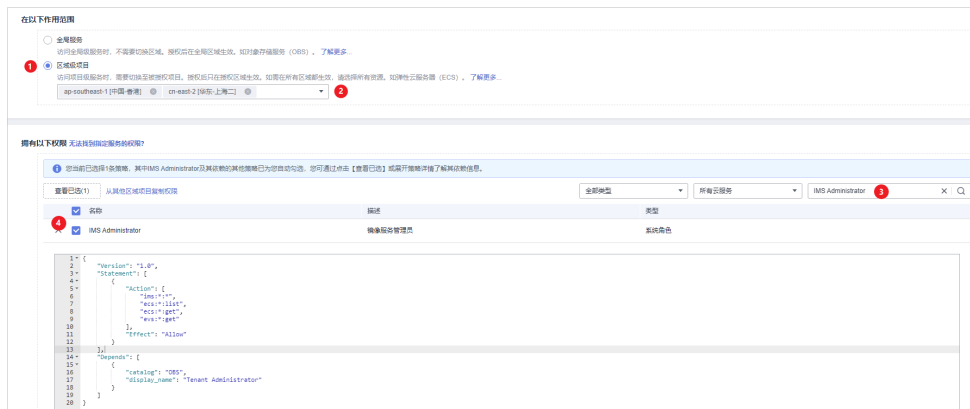 在以下作用范围
全局服务
访问全局级服务时，不需要切换区域。授权后在全局区域生效。如对象存储服务（OBS）。 了解更多...
1 区域级项目
访问项目级服务时，需要切换至被授权项目。授权后只在授权区域生效。如需在所有区域都生效，请选择所有资源。如弹性云服务器（ECS）。 了解更多...
ap-southeast-1 [中国-香港] cn-east-2 [华东-上海二] 2
拥有以下权限 无法找到指定服务的权限?
您当前已选择1条策略，其中IMS Administrator及其依赖的其他策略已为您自动勾选，您可通过点击【查看已选】或展开策略详情了解其依赖信息。
查看已选(1) 从其他区域项目复制权限 全部类型 所有云服务 IMS Administrator 3
名称 描述 类型
4 IMS Administrator 镜像服务管理员 系统角色
1 {
2 "Version": "1.0",
3 "Statement": [
4 {
5 "Action": [
6 "ims:*:*",
7 "ecs:*:list",
8 "ecs:*:get",
9 "evs:*:get"
10 ],
11 "Effect": "Allow"
12 }
13 ],
14 "Depends": [
15 {
16 "catalog": "OBS",
17 "display_name": "Tenant Administrator"
18 }
19 ]
20 }